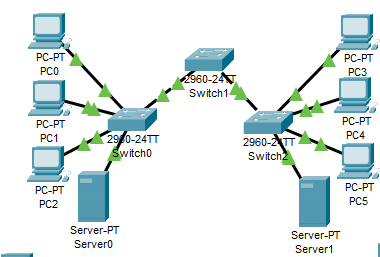 PC-PT
PC0
PC-PT
PC1
PC-PT
PC2
2960-24TT
Switch0
Server-PT
Server0
2960-24TT
Switch1
2960-24TT
Switch2
PC-PT
PC3
PC-PT
PC4
PC-PT
PC5
Server-PT
Server1